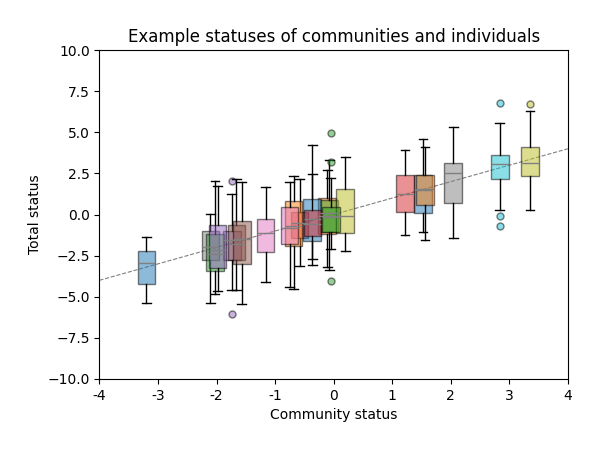 Example statuses of communities and individuals
10.0
7.5
5.0
2.5
0.0
−2.5
−5.0
−7.5
−10.0
Total status
-4 -3 -2 -1 0 1 2 3 4
Community status